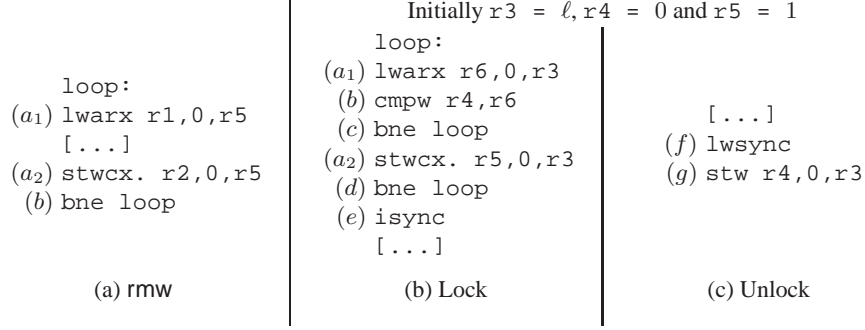 Initially r3 = ℓ, r4 = 0 and r5 = 1
loop:
(a1) lwarx r1,0,r5
[...]
(a2) stwcx. r2,0,r5
(b) bne loop
(a) rmw
loop:
(a1) lwarx r6,0,r3
(b) cmpw r4,r6
(c) bne loop
(a2) stwcx. r5,0,r3
(d) bne loop
(e) isync
[...]
(b) Lock
[...]
(f) lwsync
(g) stw r4,0,r3
(c) Unlock